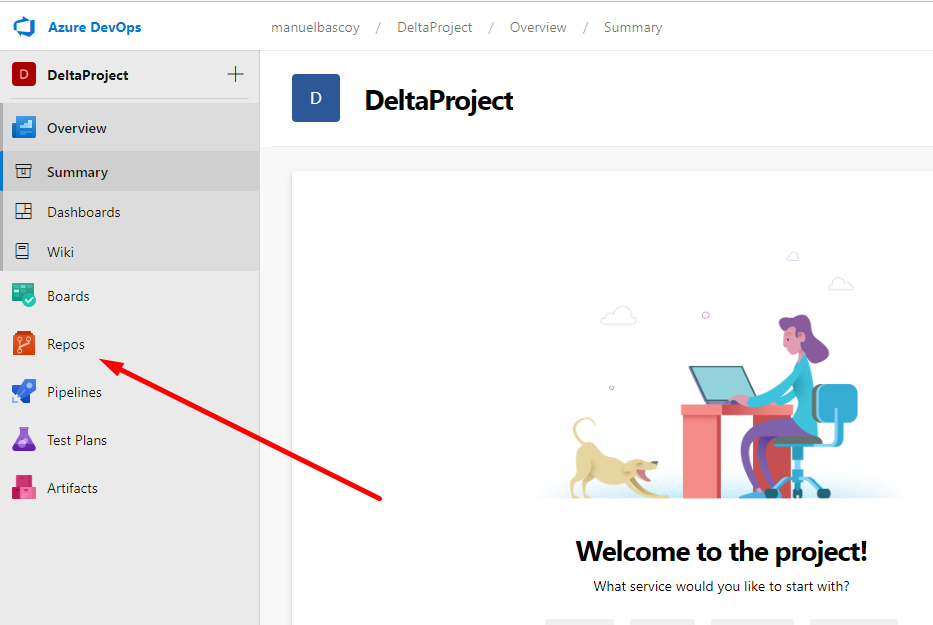 Azure DevOps
manuelbascoy / DeltaProject / Overview / Summary
D DeltaProject +
Overview
Summary
Dashboards
Wiki
Boards
Repos
Pipelines
Test Plans
Artifacts
D DeltaProject
Welcome to the project!
What service would you like to start with?